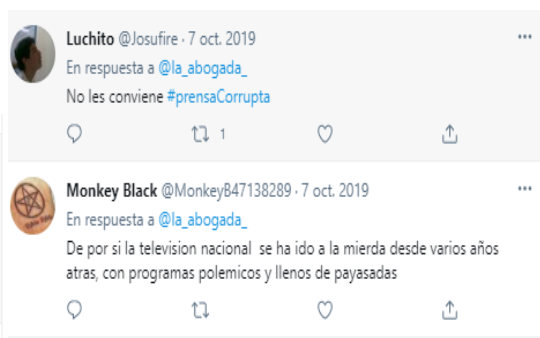 Luchito @Josufire · 7 oct. 2019
En respuesta a @la_abogada_
No les conviene #prensaCorrupta
1
Monkey Black @MonkeyB47138289 · 7 oct. 2019
En respuesta a @la_abogada_
De por si la television nacional se ha ido a la mierda desde varios años
atras, con programas polemicos y llenos de payasadas